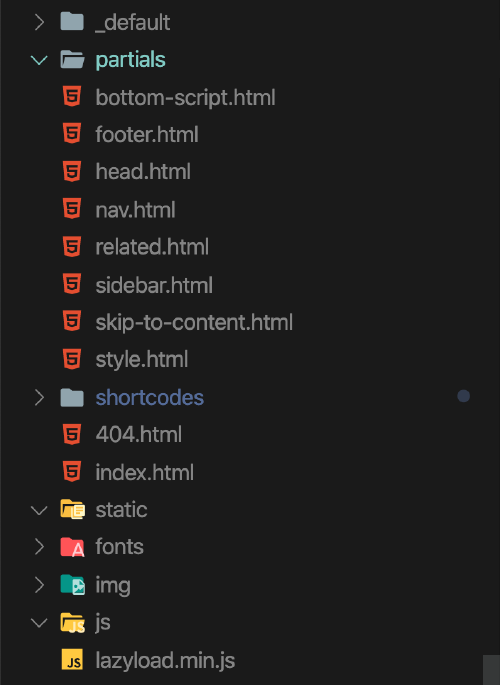 _default
partials
bottom-script.html
footer.html
head.html
nav.html
related.html
sidebar.html
skip-to-content.html
style.html
shortcodes
404.html
index.html
static
fonts
img
js
lazyload.min.js